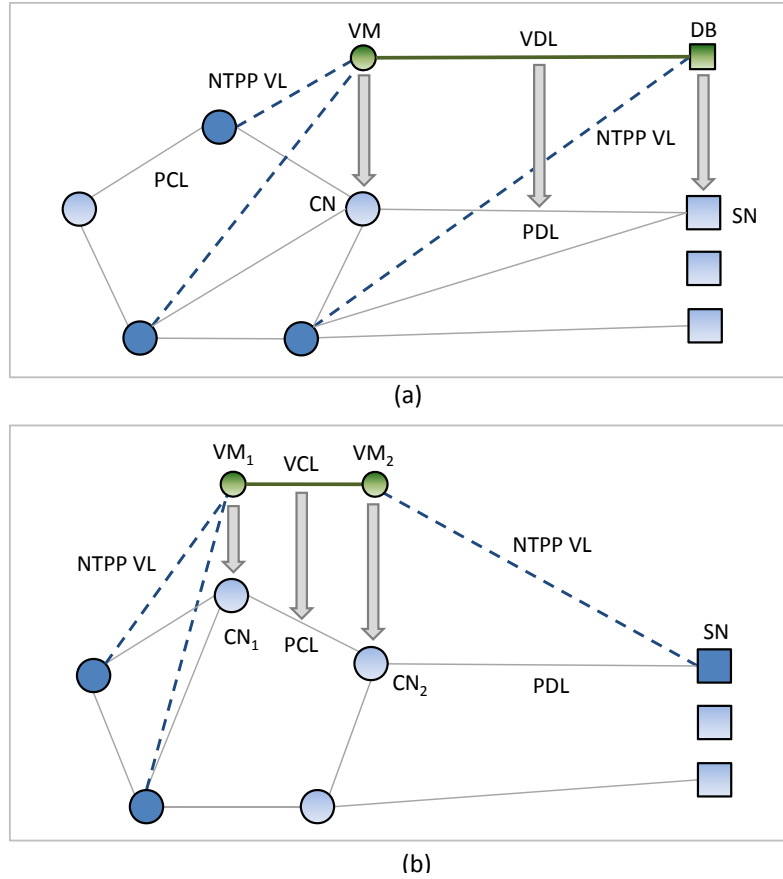 VM
VDL
DB
NTPP VL
NTPP VL
PCL
CN
PDL
SN
(a)
VM1
VCL
VM2
NTPP VL
NTPP VL
SN
CN1
PCL
CN2
PDL
(b)